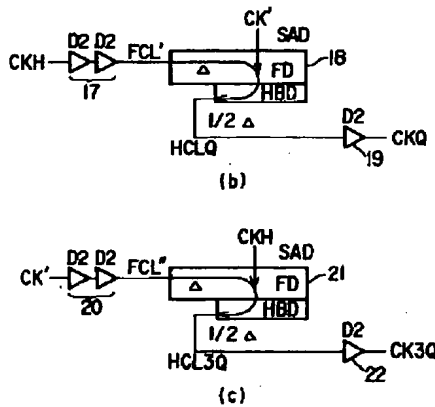 CK' SAD
D2 D2 FCL' 18
CKH Δ FD
17 HBD
1/2 Δ D2
HCLQ CKQ
19
(b)
CKH SAD
D2 D2 FCL" 21
CK' Δ FD
20 HBD
1/2 Δ D2
HCL3Q CK3Q
22
(c)